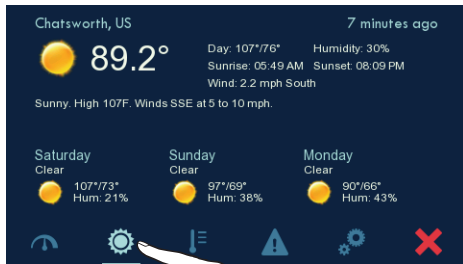 Chatsworth, US 7 minutes ago
89.2° Day: 107°/76° Humidity: 30%
Sunrise: 05:49 AM Sunset: 08:09 PM
Wind: 2.2 mph South
Sunny. High 107F. Winds SSE at 5 to 10 mph.
Saturday Sunday Monday
Clear Clear Clear
107°/73° 97°/69° 90°/66°
Hum: 21% Hum: 38% Hum: 43%